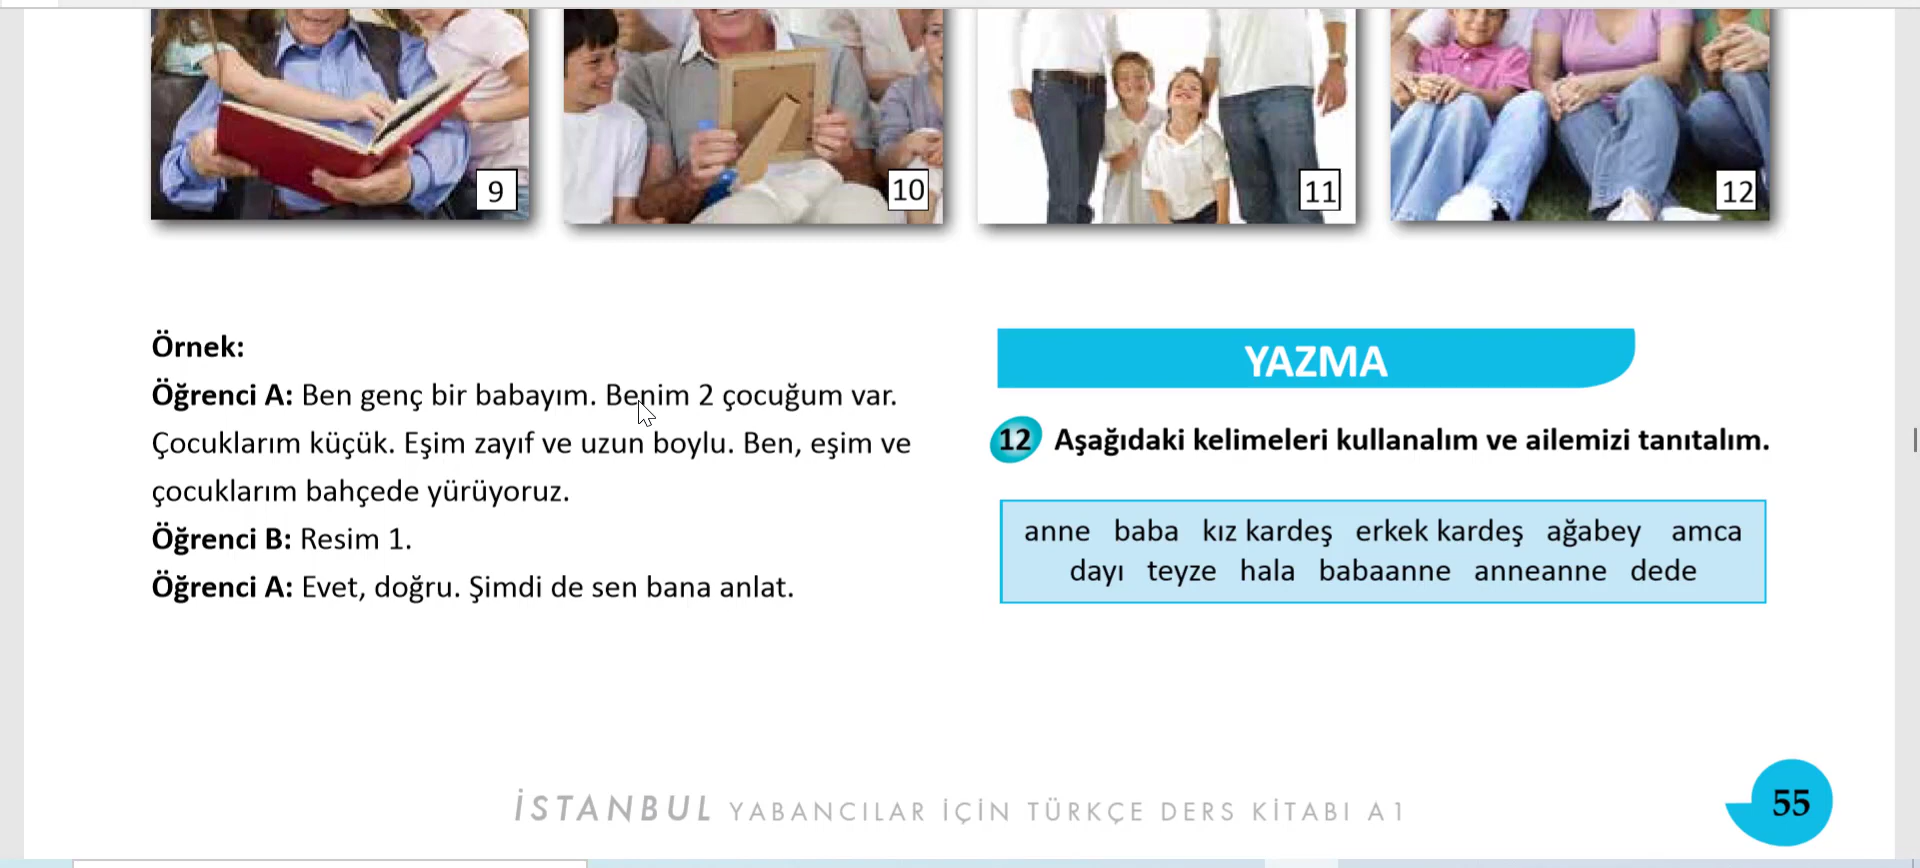 9
10
11
12
Örnek:
Öğrenci A: Ben genç bir babayım. Benim 2 çocuğum var.
Çocuklarım küçük. Eşim zayıf ve uzun boylu. Ben, eşim ve
çocuklarım bahçede yürüyoruz.
Öğrenci B: Resim 1.
Öğrenci A: Evet, doğru. Şimdi de sen bana anlat.
YAZMA
12 Aşağıdaki kelimeleri kullanalım ve ailemizi tanıtalım.
anne baba kız kardeş erkek kardeş ağabey amca
dayı teyze hala babaanne anneanne dede
İSTANBUL YABANCILAR İÇİN TÜRKÇE DERS KİTABI A1
55